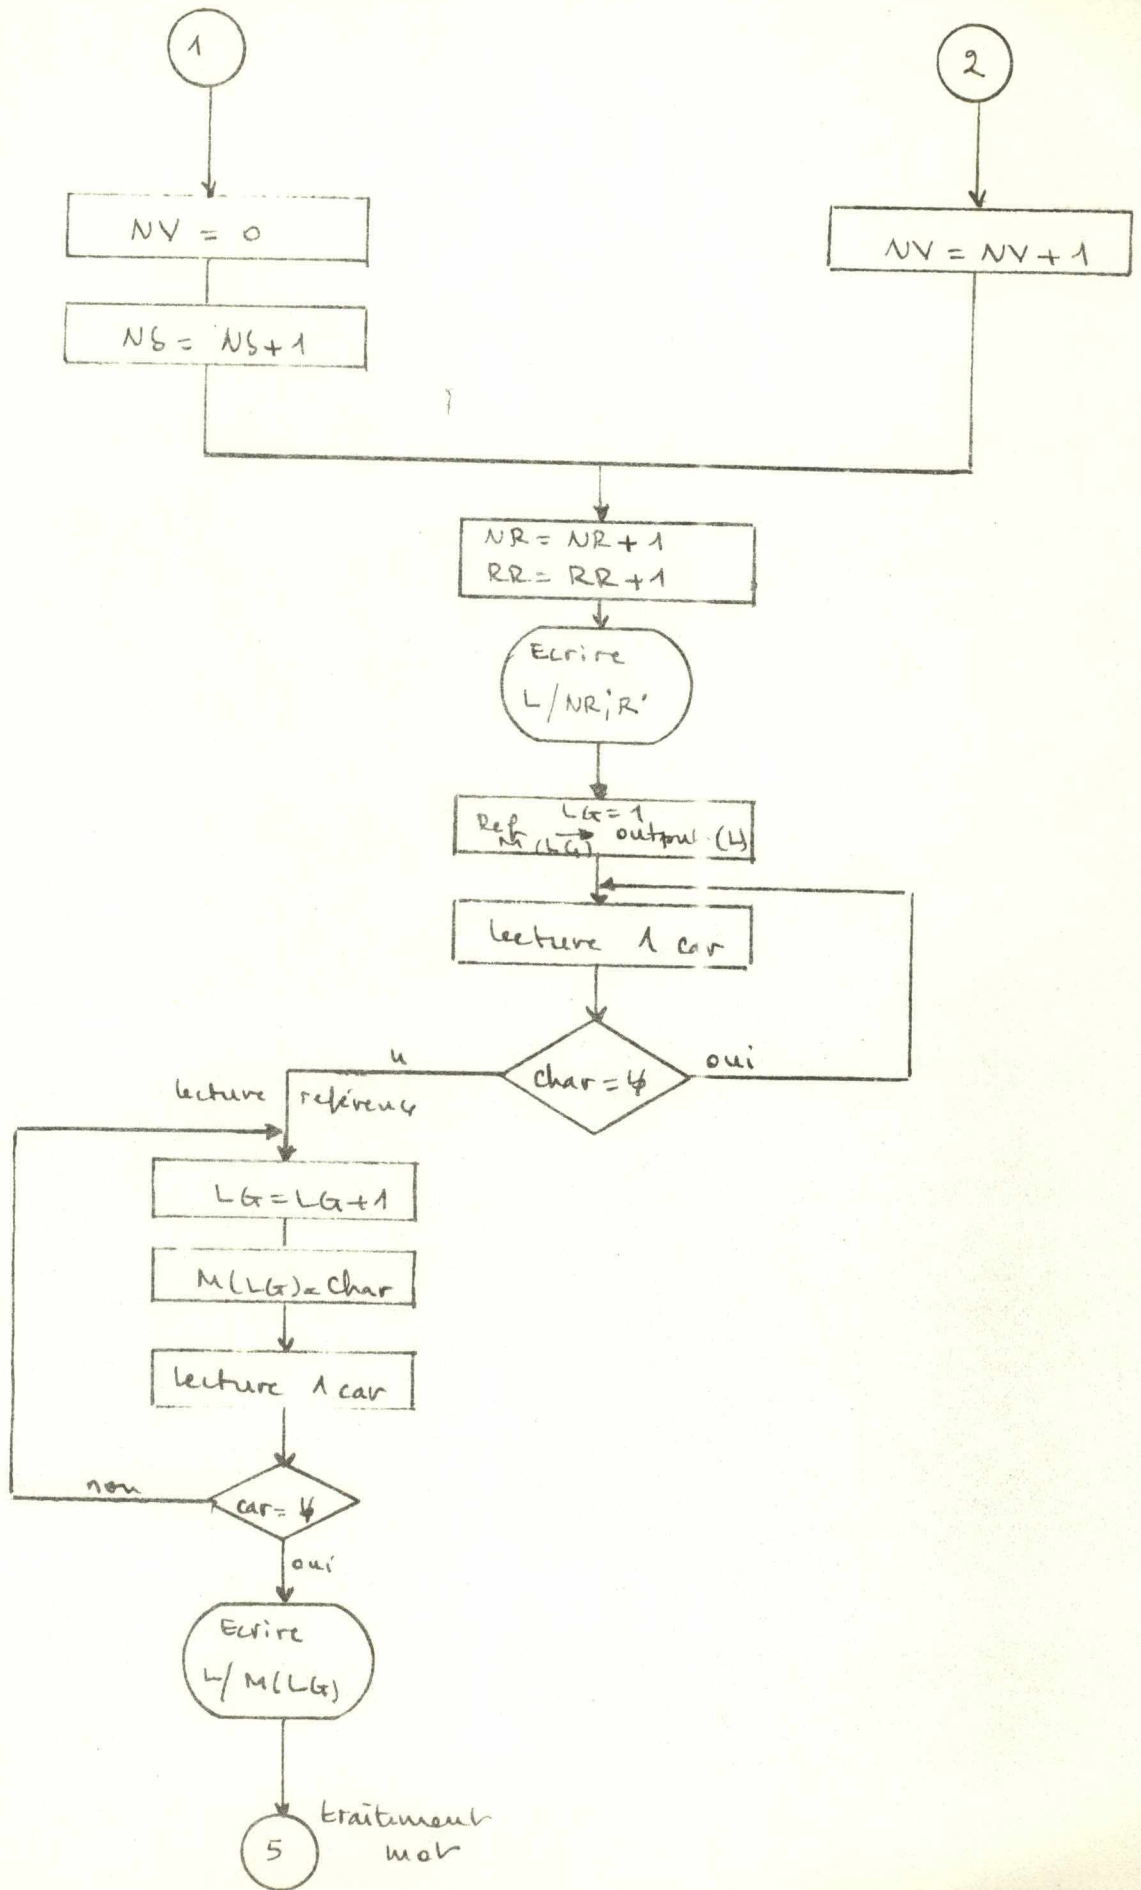 1
2
NV = 0
NV = NV + 1
NS = NS + 1
NR = NR + 1
RR = RR + 1
Ecrire
L/NR,'R'
LG = 1
Ref → output (L)
M(LG)
lecture 1 car
char = ␢
n
oui
lecture référence
LG = LG + 1
M(LG) = Char
lecture 1 car
non
car = ␢
oui
Ecrire
L/ M(LG)
traitement
mot
5